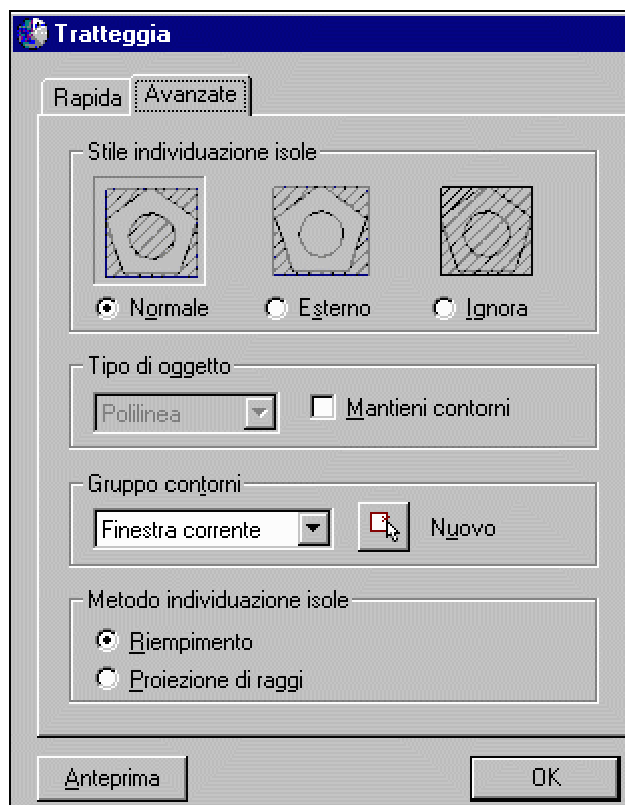 Tratteggia
Rapida Avanzate
Stile individuazione isole
Normale Esterno Ignora
Tipo di oggetto
Polilinea Mantieni contorni
Gruppo contorni
Finestra corrente Nuovo
Metodo individuazione isole
Riempimento
Proiezione di raggi
Anteprima OK